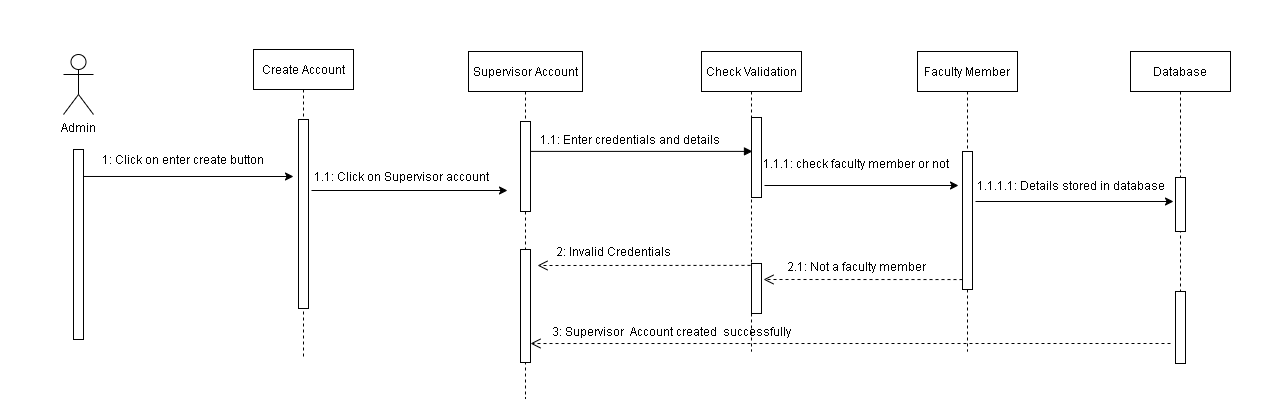 Create Account
Supervisor Account
Check Validation
Faculty Member
Database
Admin
1: Click on enter create button
1.1: Click on Supervisor account
1.1: Enter credentials and details
1.1.1: check faculty member or not
1.1.1.1: Details stored in database
2: Invalid Credentials
2.1: Not a faculty member
3: Supervisor Account created successfully